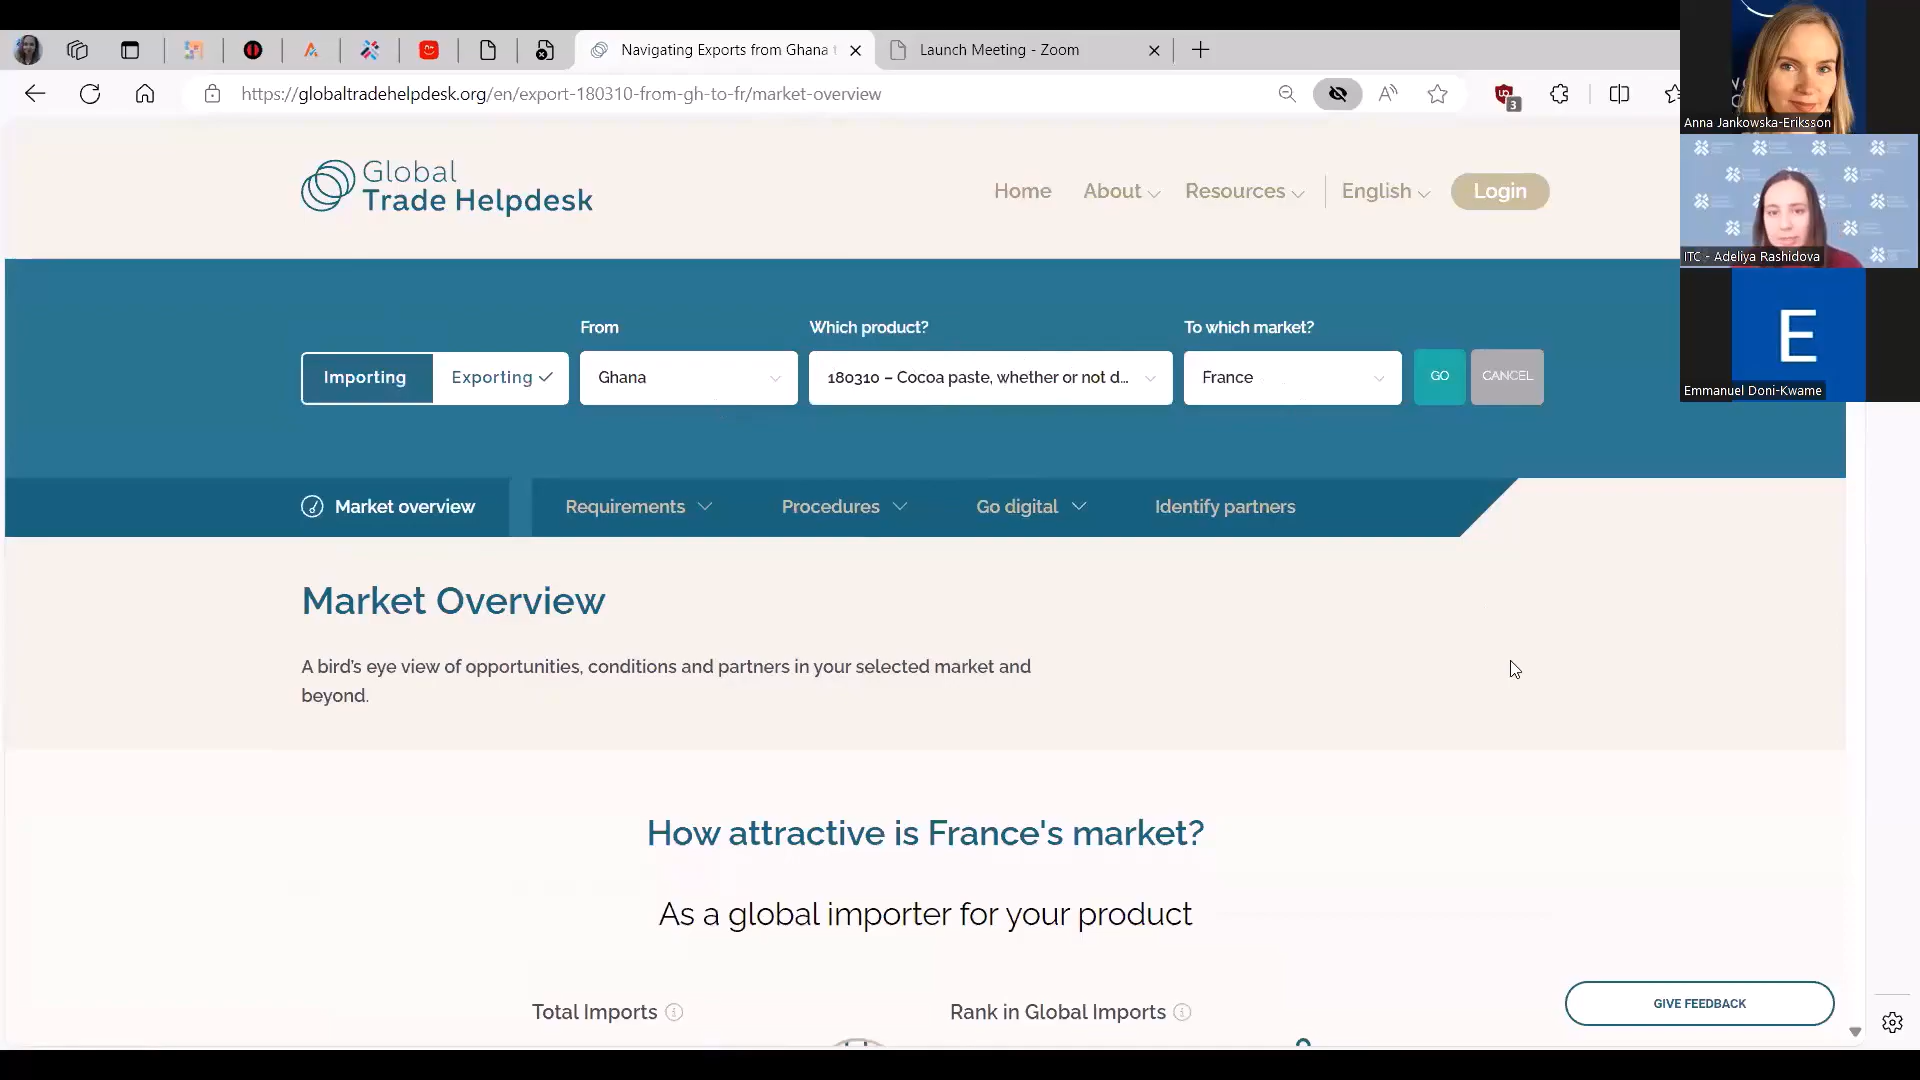 Navigating Exports from Ghana
Launch Meeting - Zoom
https://globaltradehelpdesk.org/en/export-180310-from-gh-to-fr/market-overview
3
Anna Jankowska-Eriksson
ITC - Adeliya Rashidova
E
Emmanuel Doni-Kwame
Global
Trade Helpdesk
Home
About
Resources
English
Login
From
Which product?
To which market?
Importing
Exporting
Ghana
180310 – Cocoa paste, whether or not d...
France
GO
CANCEL
Market overview
Requirements
Procedures
Go digital
Identify partners
Market Overview
A bird's eye view of opportunities, conditions and partners in your selected market and
beyond.
How attractive is France's market?
As a global importer for your product
Total Imports
Rank in Global Imports
GIVE FEEDBACK